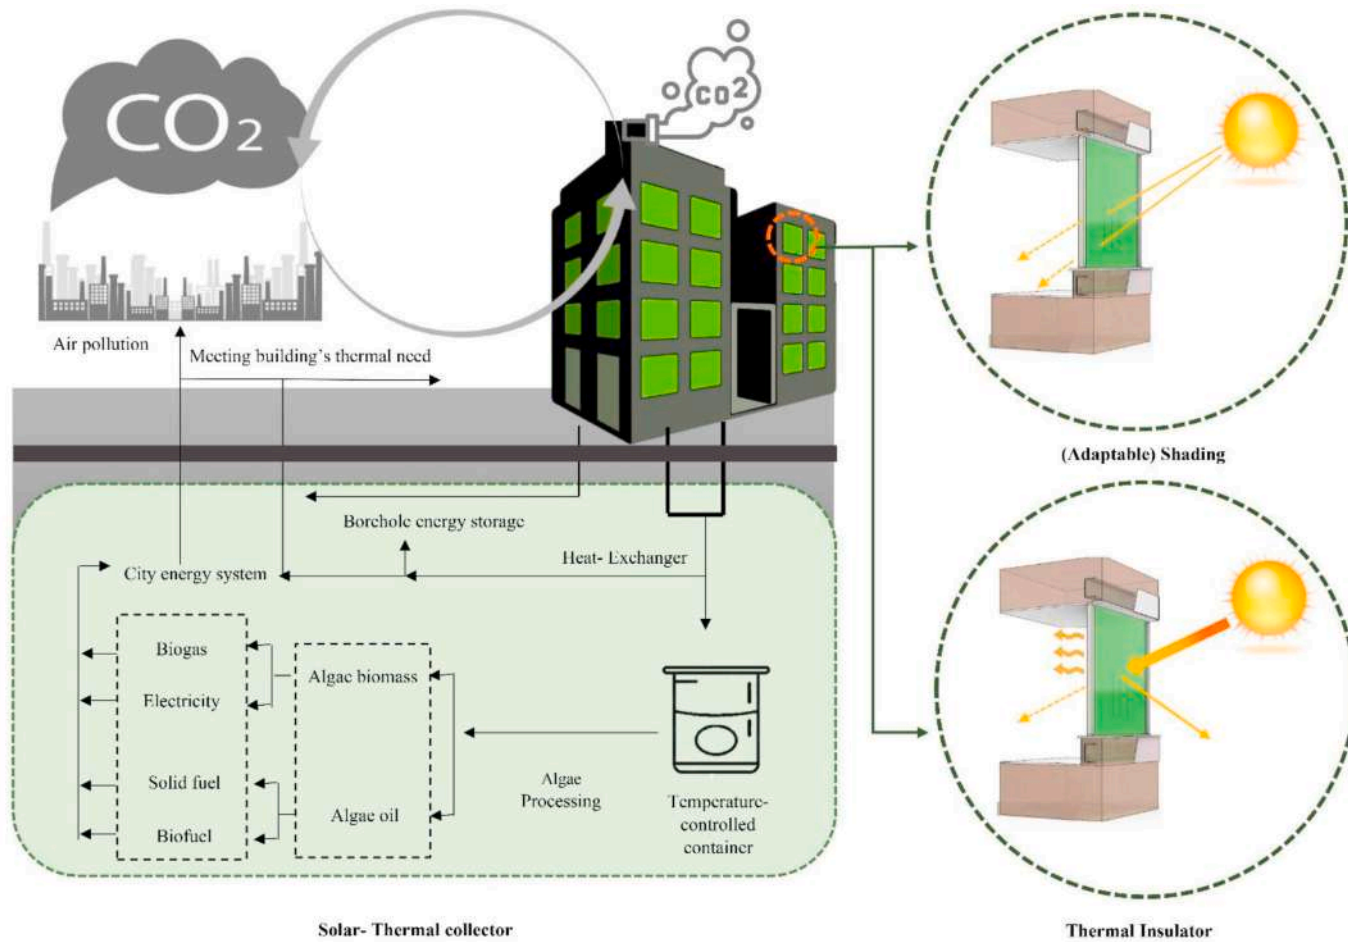 CO2
CO2
Air pollution
Meeting building's thermal need
(Adaptable) Shading
Borehole energy storage
Heat- Exchanger
City energy system
Biogas
Algae biomass
Electricity
Solid fuel
Algae oil
Biofuel
Algae
Processing
Temperature-
controlled
container
Solar- Thermal collector
Thermal Insulator